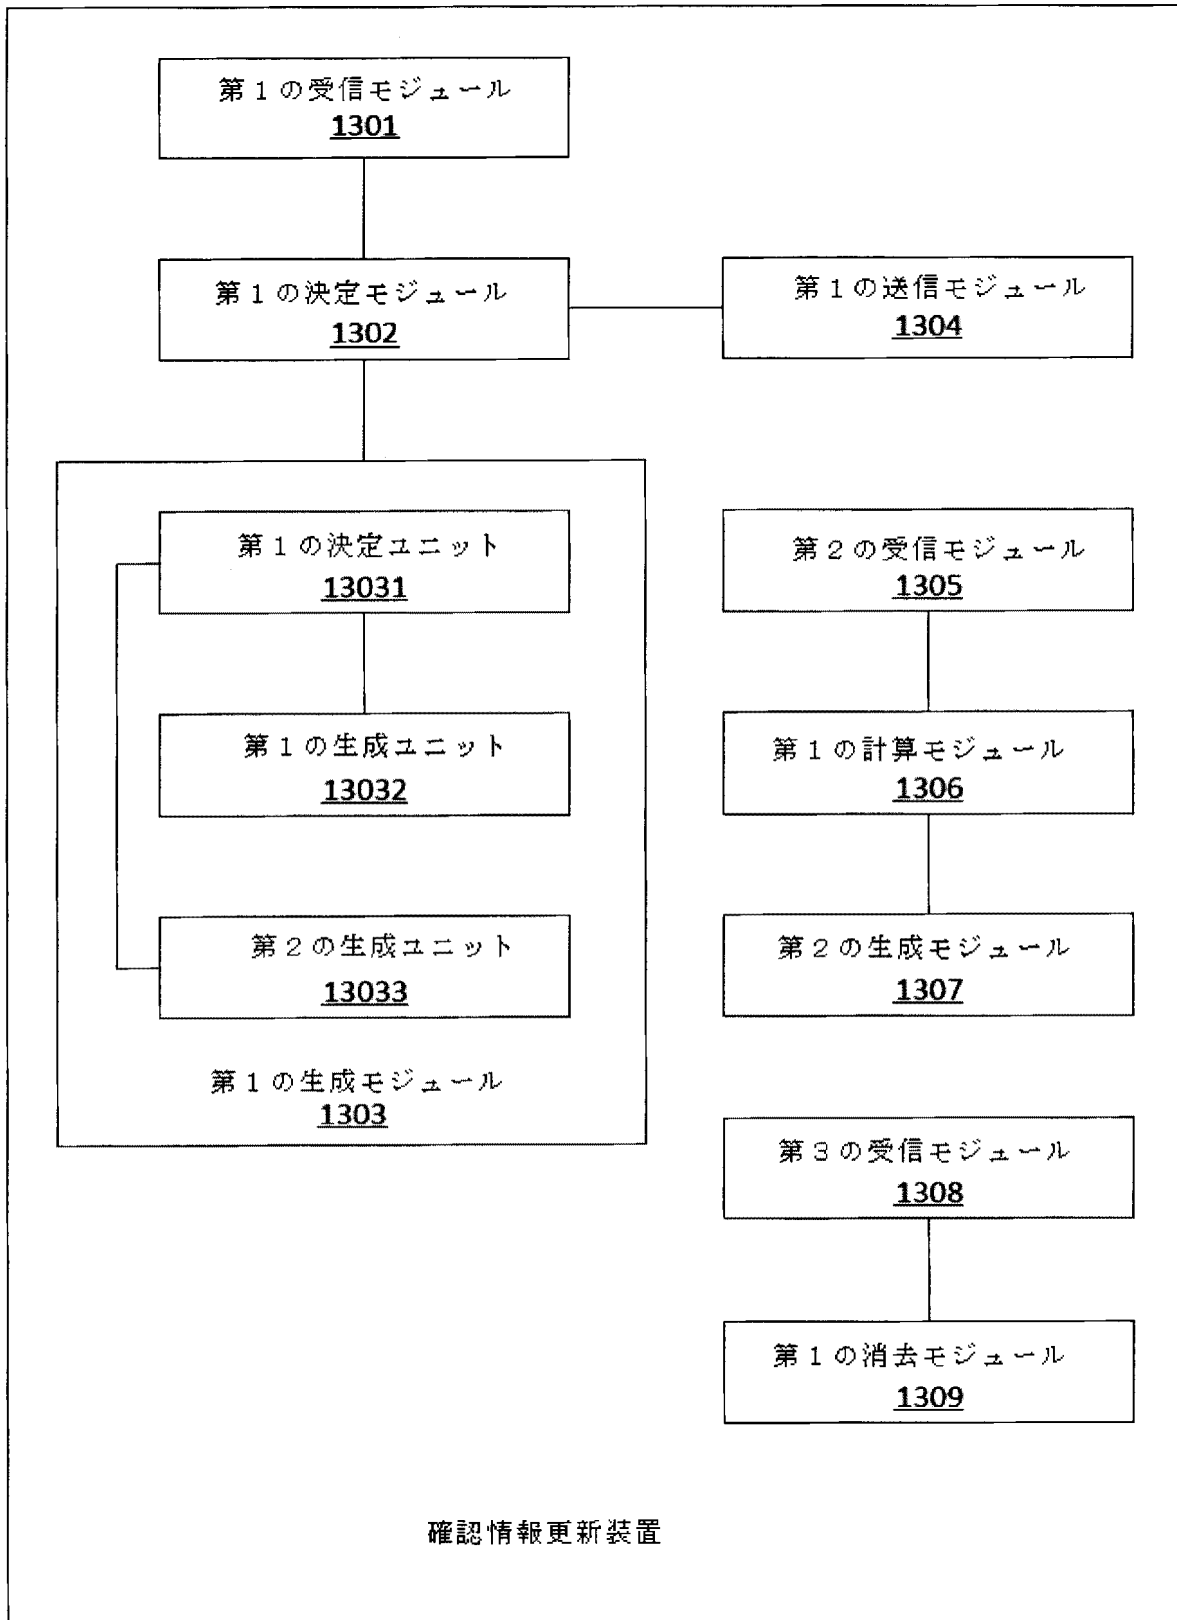 第1の受信モジュール
1301
第1の決定モジュール
1302
第1の送信モジュール
1304
第1の決定ユニット
13031
第1の生成ユニット
13032
第2の生成ユニット
13033
第1の生成モジュール
1303
第2の受信モジュール
1305
第1の計算モジュール
1306
第2の生成モジュール
1307
第3の受信モジュール
1308
第1の消去モジュール
1309
確認情報更新装置